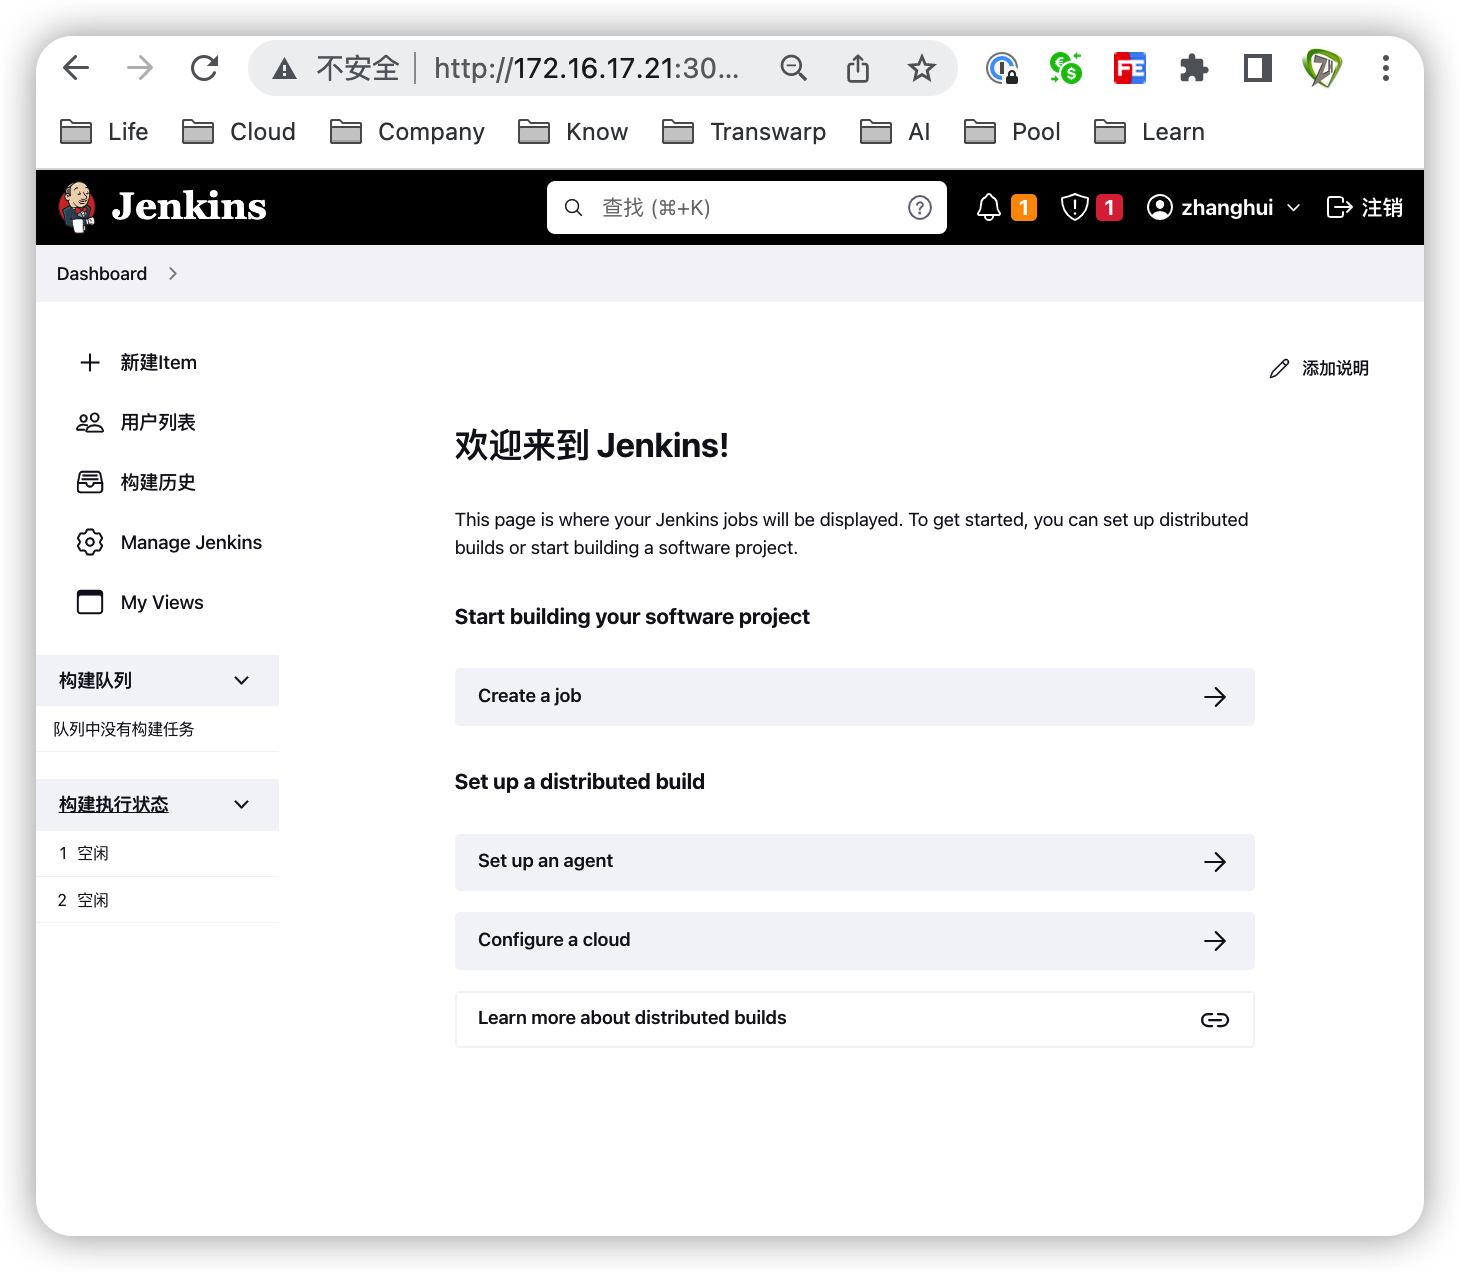 不安全 | http://172.16.17.21:30...
Life Cloud Company Know Transwarp AI Pool Learn
Jenkins 查找 (⌘+K) 1 1 zhanghui 注销
Dashboard
新建Item
添加说明
用户列表
构建历史
Manage Jenkins
My Views
构建队列
队列中没有构建任务
构建执行状态
1 空闲
2 空闲
欢迎来到 Jenkins!
This page is where your Jenkins jobs will be displayed. To get started, you can set up distributed
builds or start building a software project.
Start building your software project
Create a job
Set up a distributed build
Set up an agent
Configure a cloud
Learn more about distributed builds